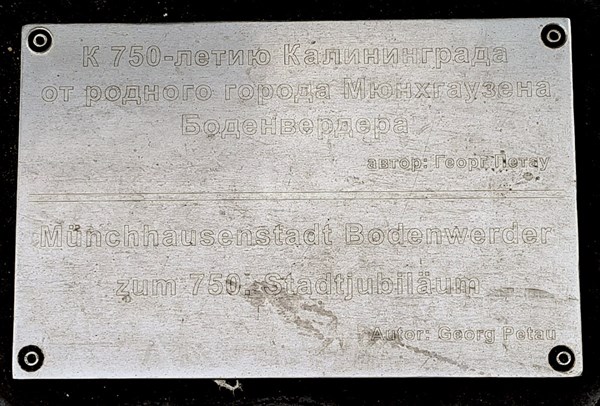 К 750-летию Калининграда
от родного города Мюнхгаузена
Боденвердера
автор: Георг Петау
Münchhausenstadt Bodenwerder
zum 750. Stadtjubiläum
Autor: Georg Petau